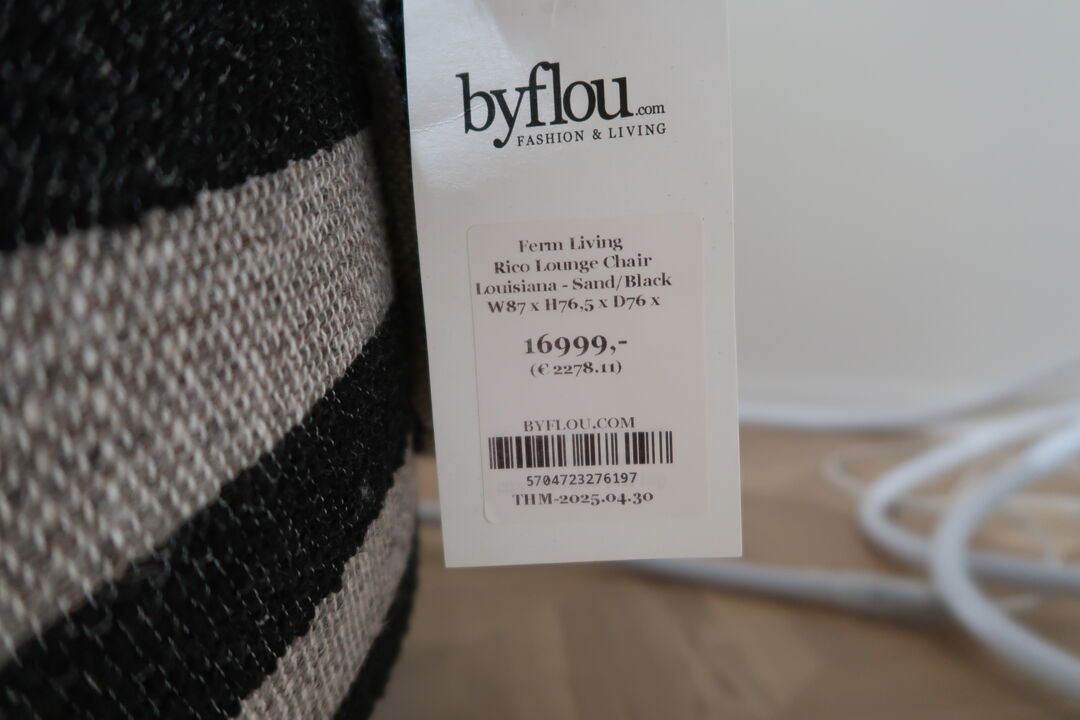 byflou.com
FASHION & LIVING
Ferm Living
Rico Lounge Chair
Louisiana - Sand/Black
W87 x H76,5 x D76 x
16999,-
(€ 2278.11)
BYFLOU.COM
5704723276197
THM-2025.04.30